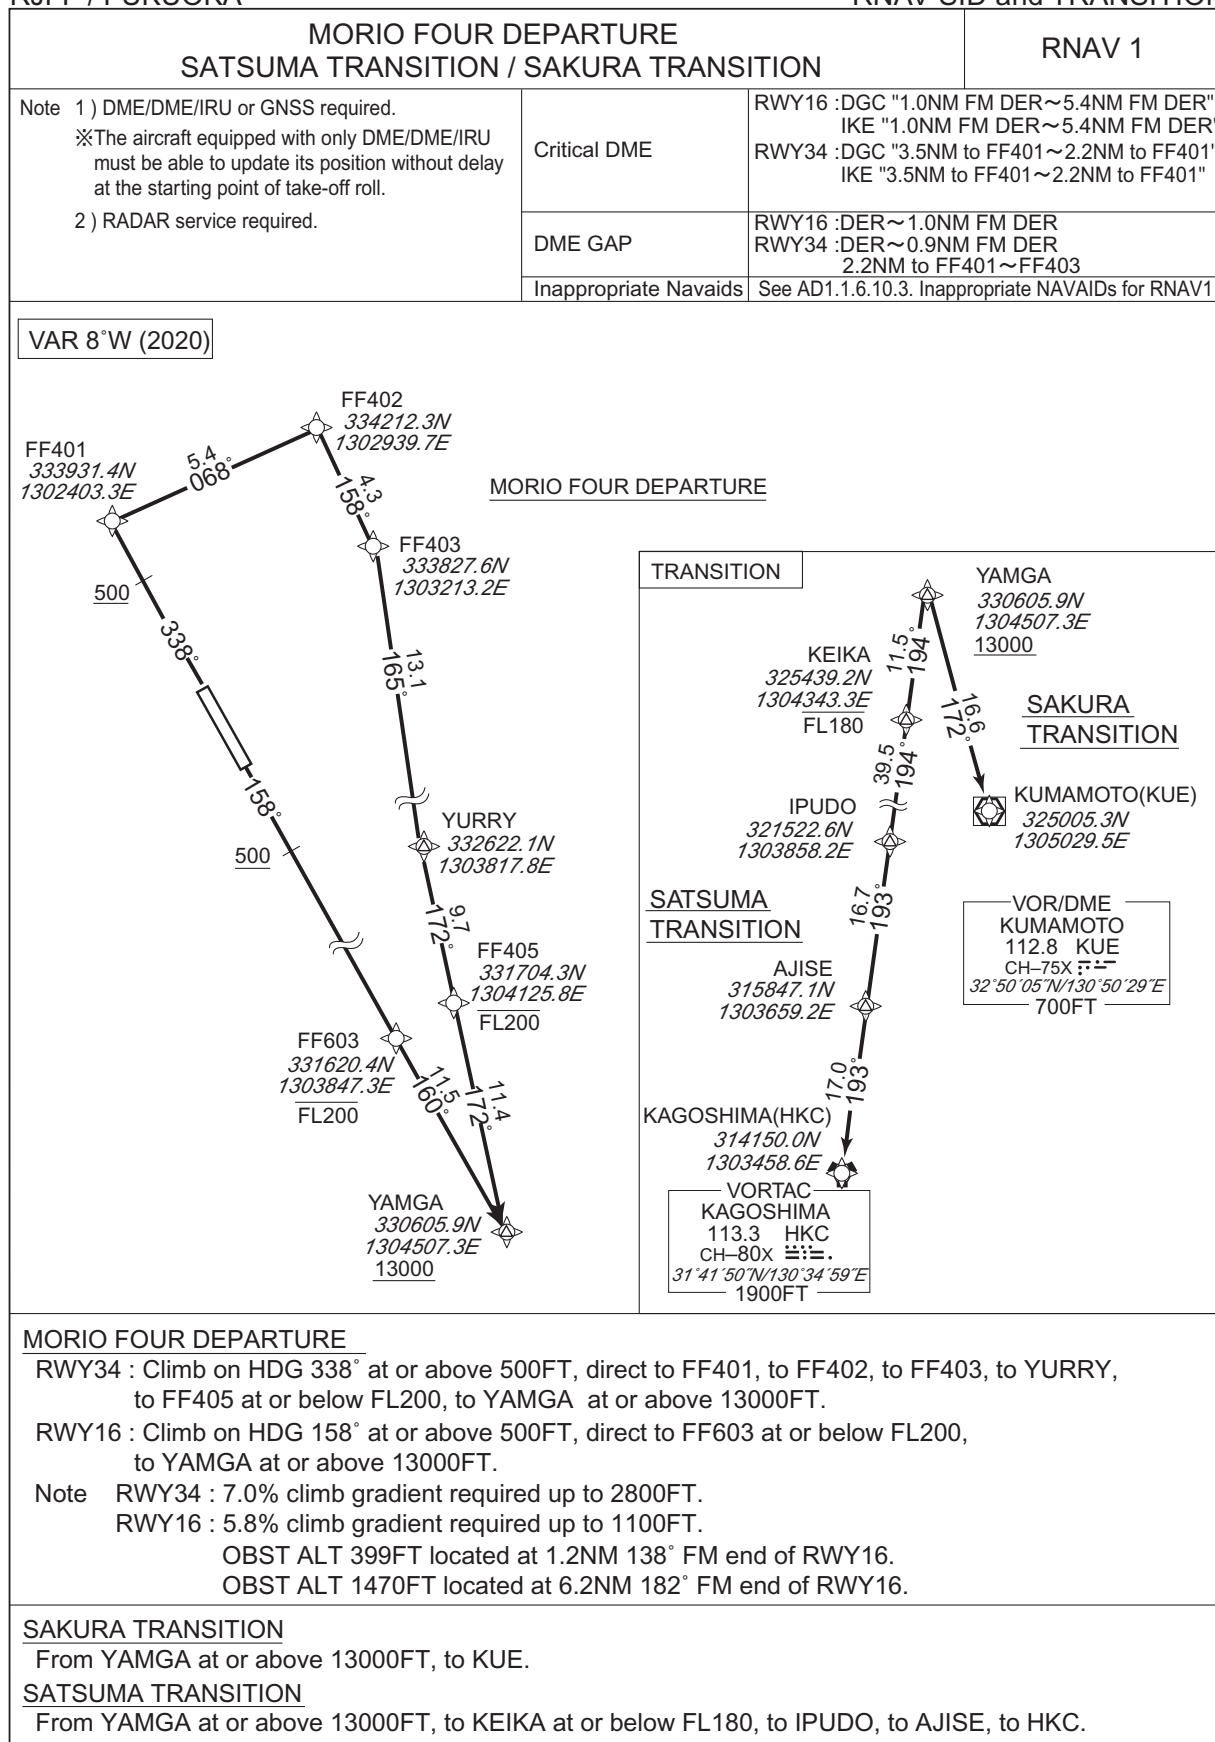 RJFF / FUKUOKA
RNAV SID and TRANSITION
MORIO FOUR DEPARTURE
SATSUMA TRANSITION / SAKURA TRANSITION
RNAV 1
Note 1 ) DME/DME/IRU or GNSS required.
※The aircraft equipped with only DME/DME/IRU
must be able to update its position without delay
at the starting point of take-off roll.
2 ) RADAR service required.
Critical DME
RWY16 :DGC "1.0NM FM DER～5.4NM FM DER"
IKE "1.0NM FM DER～5.4NM FM DER"
RWY34 :DGC "3.5NM to FF401～2.2NM to FF401"
IKE "3.5NM to FF401～2.2NM to FF401"
DME GAP
RWY16 :DER～1.0NM FM DER
RWY34 :DER～0.9NM FM DER
2.2NM to FF401～FF403
Inappropriate Navaids
See AD1.1.6.10.3. Inappropriate NAVAIDs for RNAV1
VAR 8˚W (2020)
FF402
334212.3N
1302939.7E
FF401
333931.4N
1302403.3E
5.4
068˚
4.3
158˚
MORIO FOUR DEPARTURE
FF403
333827.6N
1303213.2E
500
338˚
13.1
165˚
158˚
500
YURRY
332622.1N
1303817.8E
9.7
172˚
FF405
331704.3N
1304125.8E
FL200
FF603
331620.4N
1303847.3E
FL200
11.5
160˚
11.4
172˚
YAMGA
330605.9N
1304507.3E
13000
TRANSITION
YAMGA
330605.9N
1304507.3E
13000
11.5
194˚
KEIKA
325439.2N
1304343.3E
FL180
16.6
172˚
SAKURA
TRANSITION
39.5
194˚
KUMAMOTO(KUE)
325005.3N
1305029.5E
IPUDO
321522.6N
1303858.2E
SATSUMA
TRANSITION
16.7
193˚
VOR/DME
KUMAMOTO
112.8 KUE
CH–75X
32˚50´05˝N/130˚50´29˝E
700FT
AJISE
315847.1N
1303659.2E
17.0
193˚
KAGOSHIMA(HKC)
314150.0N
1303458.6E
VORTAC
KAGOSHIMA
113.3 HKC
CH–80X
31˚41´50˝N/130˚34´59˝E
1900FT
MORIO FOUR DEPARTURE
RWY34 : Climb on HDG 338˚ at or above 500FT, direct to FF401, to FF402, to FF403, to YURRY,
to FF405 at or below FL200, to YAMGA at or above 13000FT.
RWY16 : Climb on HDG 158˚ at or above 500FT, direct to FF603 at or below FL200,
to YAMGA at or above 13000FT.
Note RWY34 : 7.0% climb gradient required up to 2800FT.
RWY16 : 5.8% climb gradient required up to 1100FT.
OBST ALT 399FT located at 1.2NM 138˚ FM end of RWY16.
OBST ALT 1470FT located at 6.2NM 182˚ FM end of RWY16.
SAKURA TRANSITION
From YAMGA at or above 13000FT, to KUE.
SATSUMA TRANSITION
From YAMGA at or above 13000FT, to KEIKA at or below FL180, to IPUDO, to AJISE, to HKC.